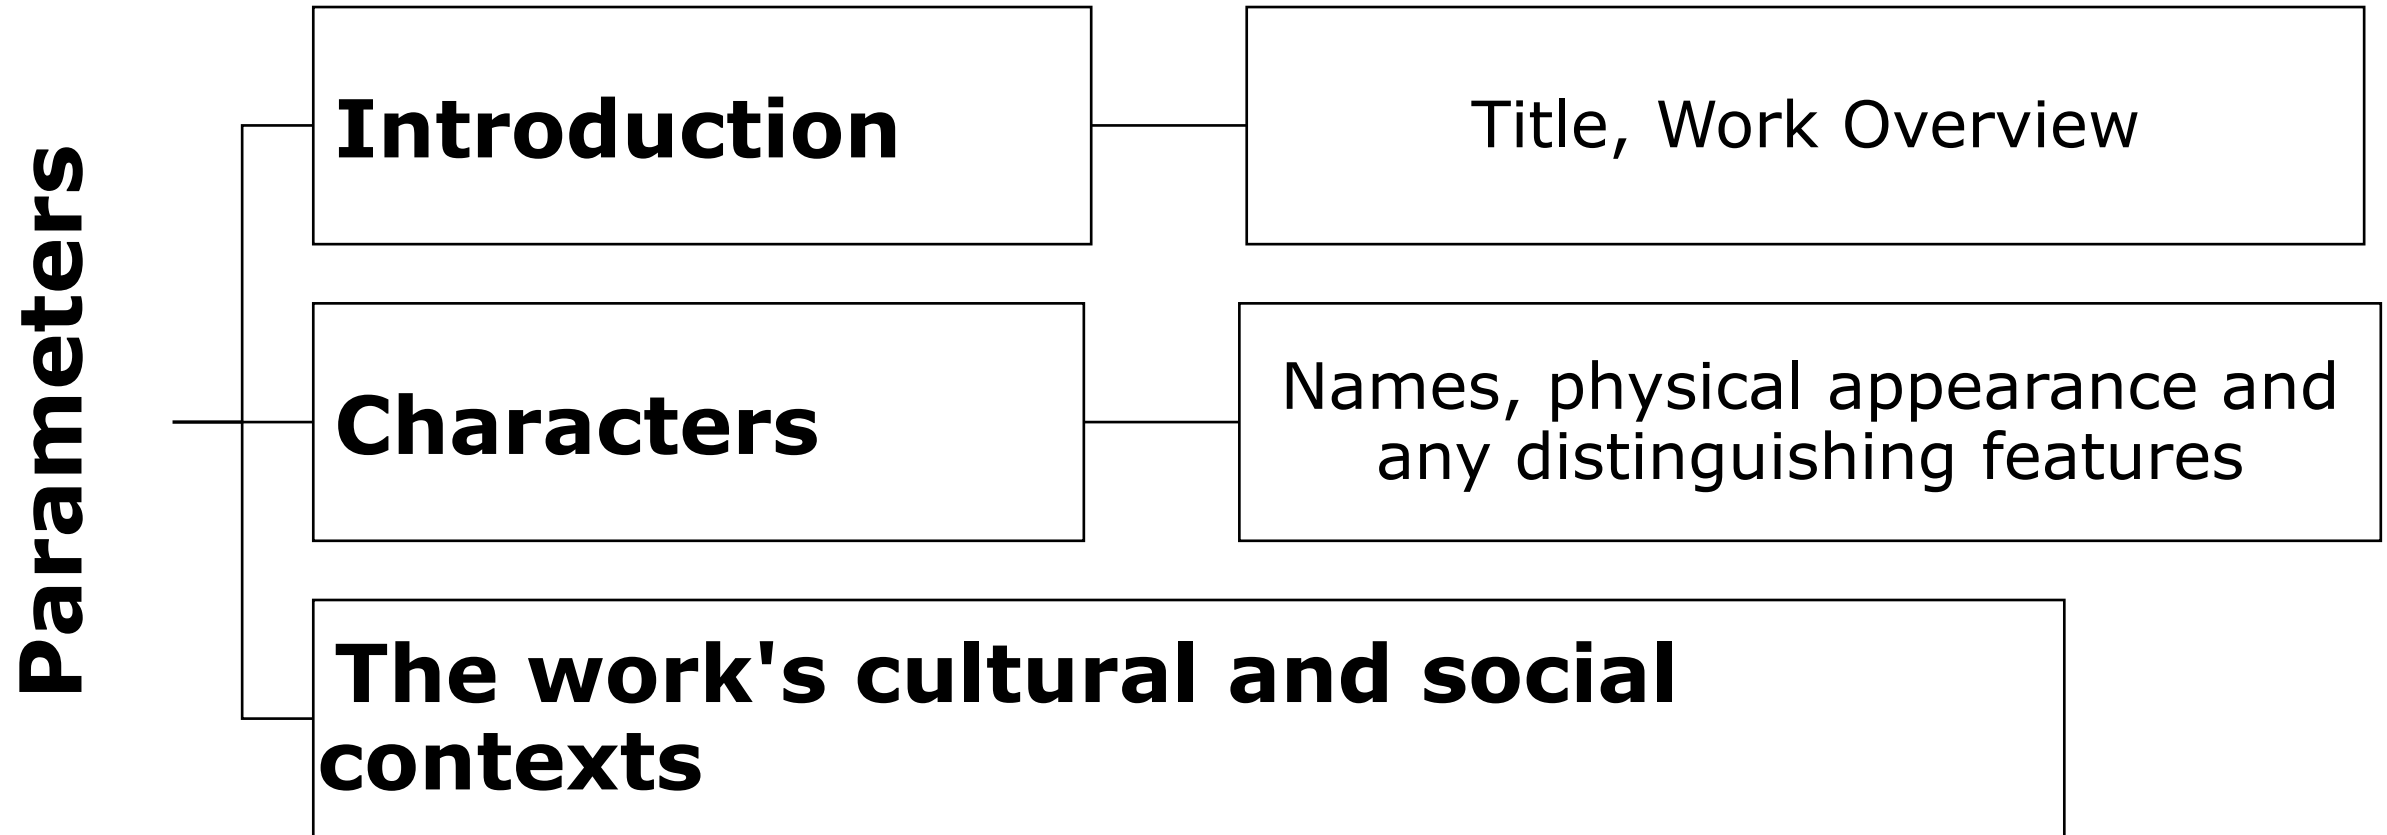 Parameters
Introduction
Title, Work Overview
Characters
Names, physical appearance and
any distinguishing features
The work's cultural and social
contexts